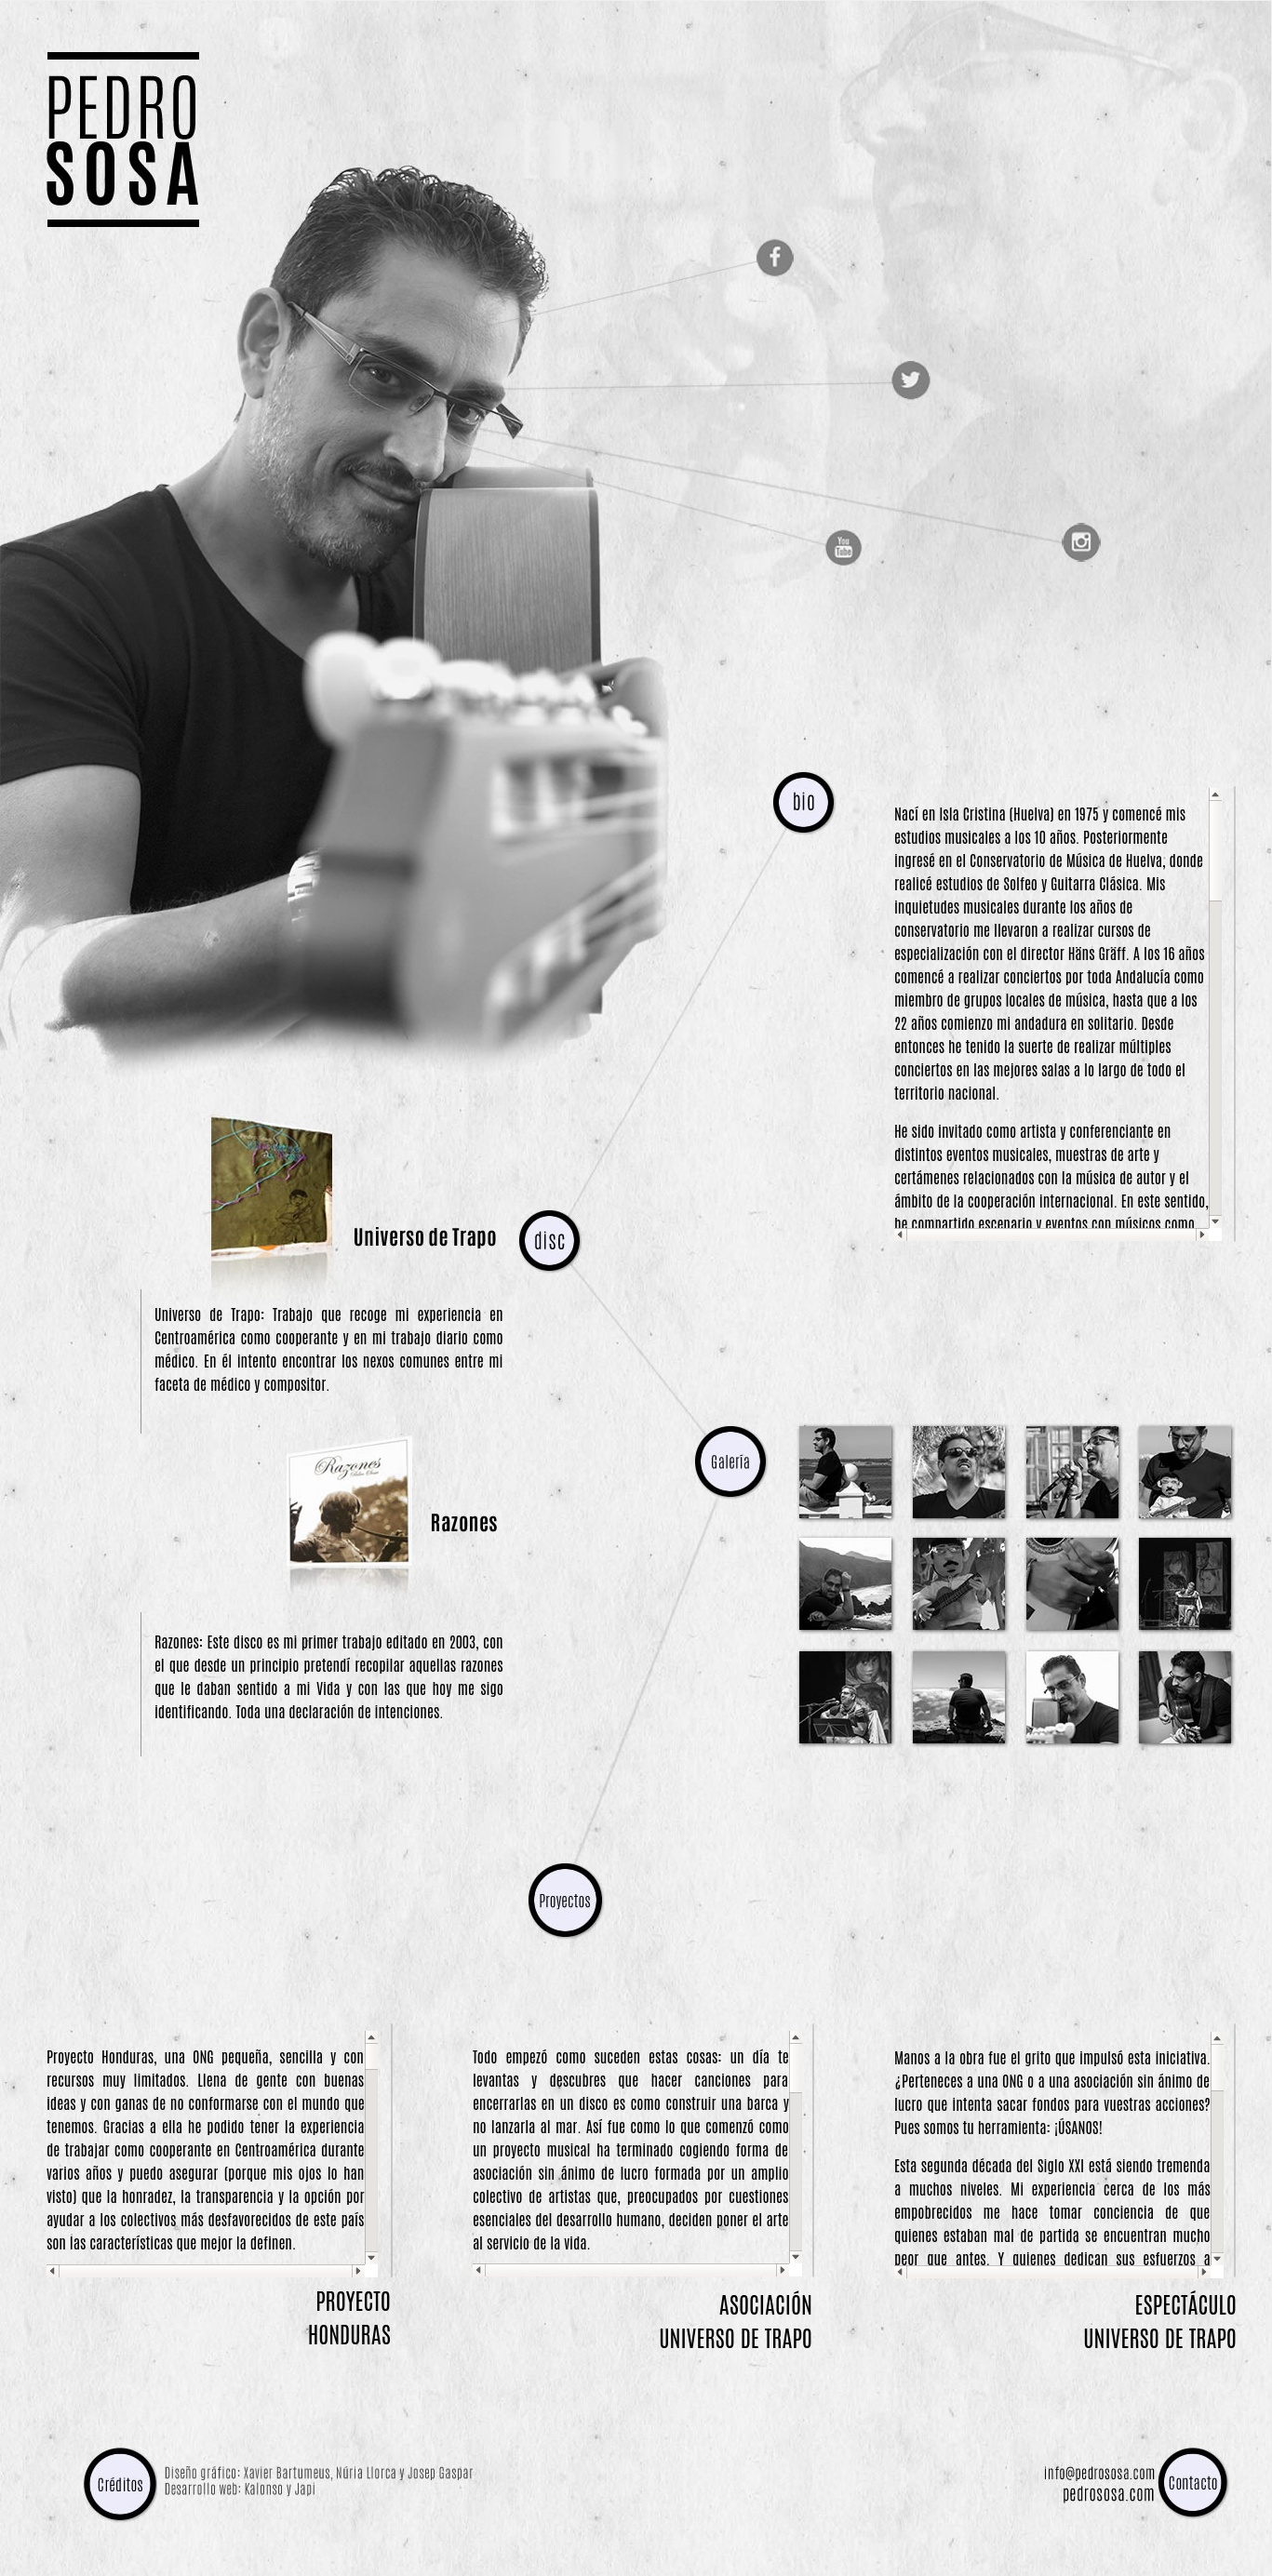 PEDRO
SOSA
You
Tube
bio
Nací en Isla Cristina (Huelva) en 1975 y comencé mis
estudios musicales a los 10 años. Posteriormente
ingresé en el Conservatorio de Música de Huelva; donde
realicé estudios de Solfeo y Guitarra Clásica. Mis
inquietudes musicales durante los años de
conservatorio me llevaron a realizar cursos de
especialización con el director Häns Gräff. A los 16 años
comencé a realizar conciertos por toda Andalucía como
miembro de grupos locales de música, hasta que a los
22 años comienzo mi andadura en solitario. Desde
entonces he tenido la suerte de realizar múltiples
conciertos en las mejores salas a lo largo de todo el
territorio nacional.
He sido invitado como artista y conferenciante en
distintos eventos musicales, muestras de arte y
certámenes relacionados con la música de autor y el
ámbito de la cooperación internacional. En este sentido,
he compartido escenario y eventos con músicos como
Universo de Trapo
disc
Universo de Trapo: Trabajo que recoge mi experiencia en
Centroamérica como cooperante y en mi trabajo diario como
médico. En él intento encontrar los nexos comunes entre mi
faceta de médico y compositor.
Galería
Razones
Razones
Razones: Este disco es mi primer trabajo editado en 2003, con
el que desde un principio pretendí recopilar aquellas razones
que le daban sentido a mi Vida y con las que hoy me sigo
identificando. Toda una declaración de intenciones.
Proyectos
Proyecto Honduras, una ONG pequeña, sencilla y con
recursos muy limitados. Llena de gente con buenas
ideas y con ganas de no conformarse con el mundo que
tenemos. Gracias a ella he podido tener la experiencia
de trabajar como cooperante en Centroamérica durante
varios años y puedo asegurar (porque mis ojos lo han
visto) que la honradez, la transparencia y la opción por
ayudar a los colectivos más desfavorecidos de este país
son las características que mejor la definen.
PROYECTO
HONDURAS
Todo empezó como suceden estas cosas: un día te
levantas y descubres que hacer canciones para
encerrarlas en un disco es como construir una barca y
no lanzarla al mar. Así fue como lo que comenzó como
un proyecto musical ha terminado cogiendo forma de
asociación sin ánimo de lucro formada por un amplio
colectivo de artistas que, preocupados por cuestiones
esenciales del desarrollo humano, deciden poner el arte
al servicio de la vida.
ASOCIACIÓN
UNIVERSO DE TRAPO
Manos a la obra fue el grito que impulsó esta iniciativa.
¿Perteneces a una ONG o a una asociación sin ánimo de
lucro que intenta sacar fondos para vuestras acciones?
Pues somos tu herramienta: ¡ÚSANOS!
Esta segunda década del Siglo XXI está siendo tremenda
a muchos niveles. Mi experiencia cerca de los más
empobrecidos me hace tomar conciencia de que
quienes estaban mal de partida se encuentran mucho
peor que antes. Y quienes dedican sus esfuerzos a
ESPECTÁCULO
UNIVERSO DE TRAPO
Créditos
Diseño gráfico: Xavier Bartumeus, Núria Llorca y Josep Gaspar
Desarrollo web: Kalonso y Japi
info@pedrososa.com
pedrososa.com
Contacto